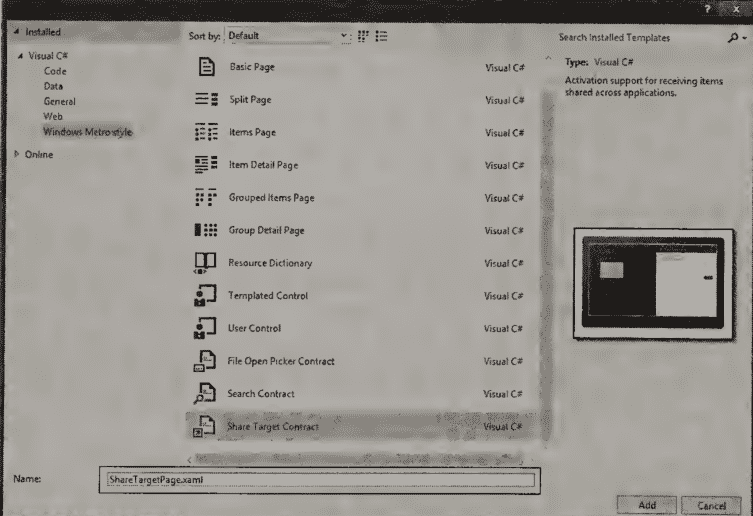 ? X
Installed
Visual C#
Code
Data
General
Web
Windows Metro style
Online
Sort by: Default
Basic Page Visual C#
Split Page Visual C#
Items Page Visual C#
Item Detail Page Visual C#
Grouped Items Page Visual C#
Group Detail Page Visual C#
Resource Dictionary Visual C#
Templated Control Visual C#
User Control Visual C#
File Open Picker Contract Visual C#
Search Contract Visual C#
Share Target Contract Visual C#
Search Installed Templates
Type: Visual C#
Activation support for receiving items
shared across applications.
Name: ShareTargetPage.xaml
Add Cancel